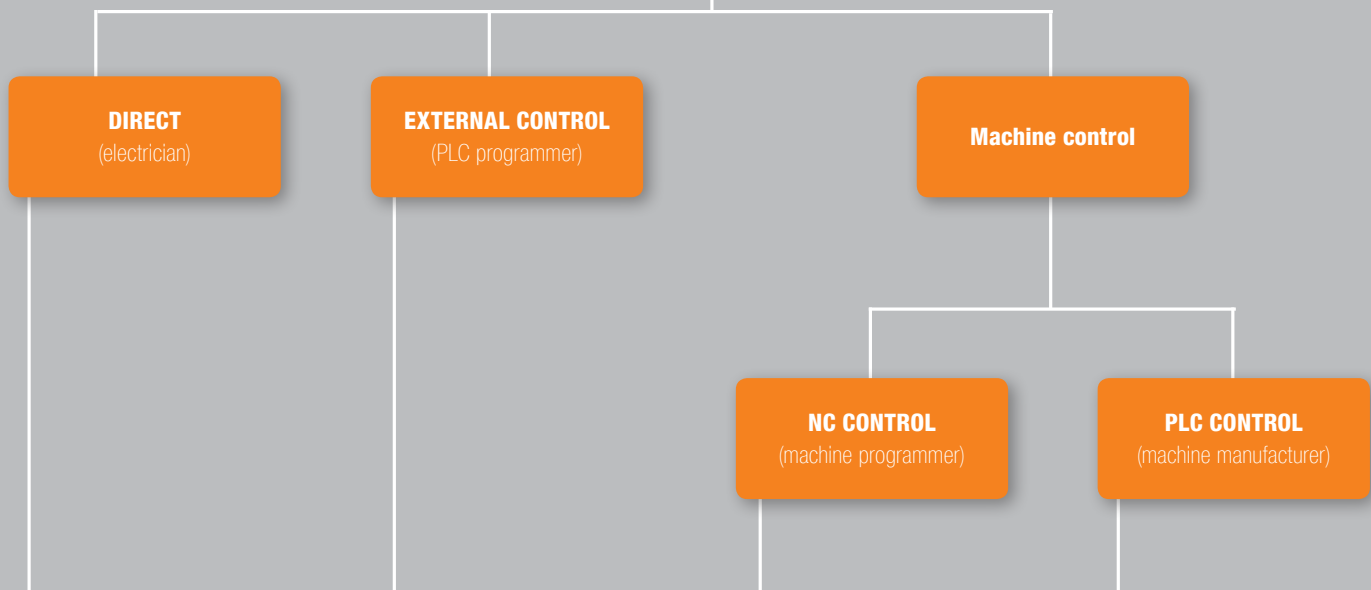 DIRECT
(electrician)
EXTERNAL CONTROL
(PLC programmer)
Machine control
NC CONTROL
(machine programmer)
PLC CONTROL
(machine manufacturer)